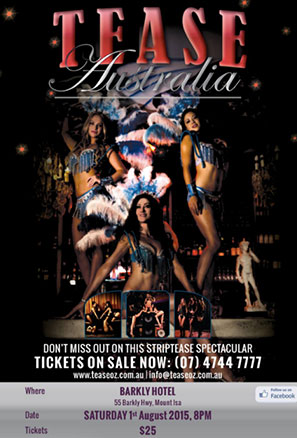 TEASE
Australia
DON'T MISS OUT ON THIS STRIPTEASE SPECTACULAR
TICKETS ON SALE NOW: (07) 4744 7777
www.teaseoz.com.au | info@teaseoz.com.au
Where BARKLY HOTEL
55 Barkly Hwy, Mount Isa
Follow us on
Facebook
Date SATURDAY 1st August 2015, 8PM
Tickets $25